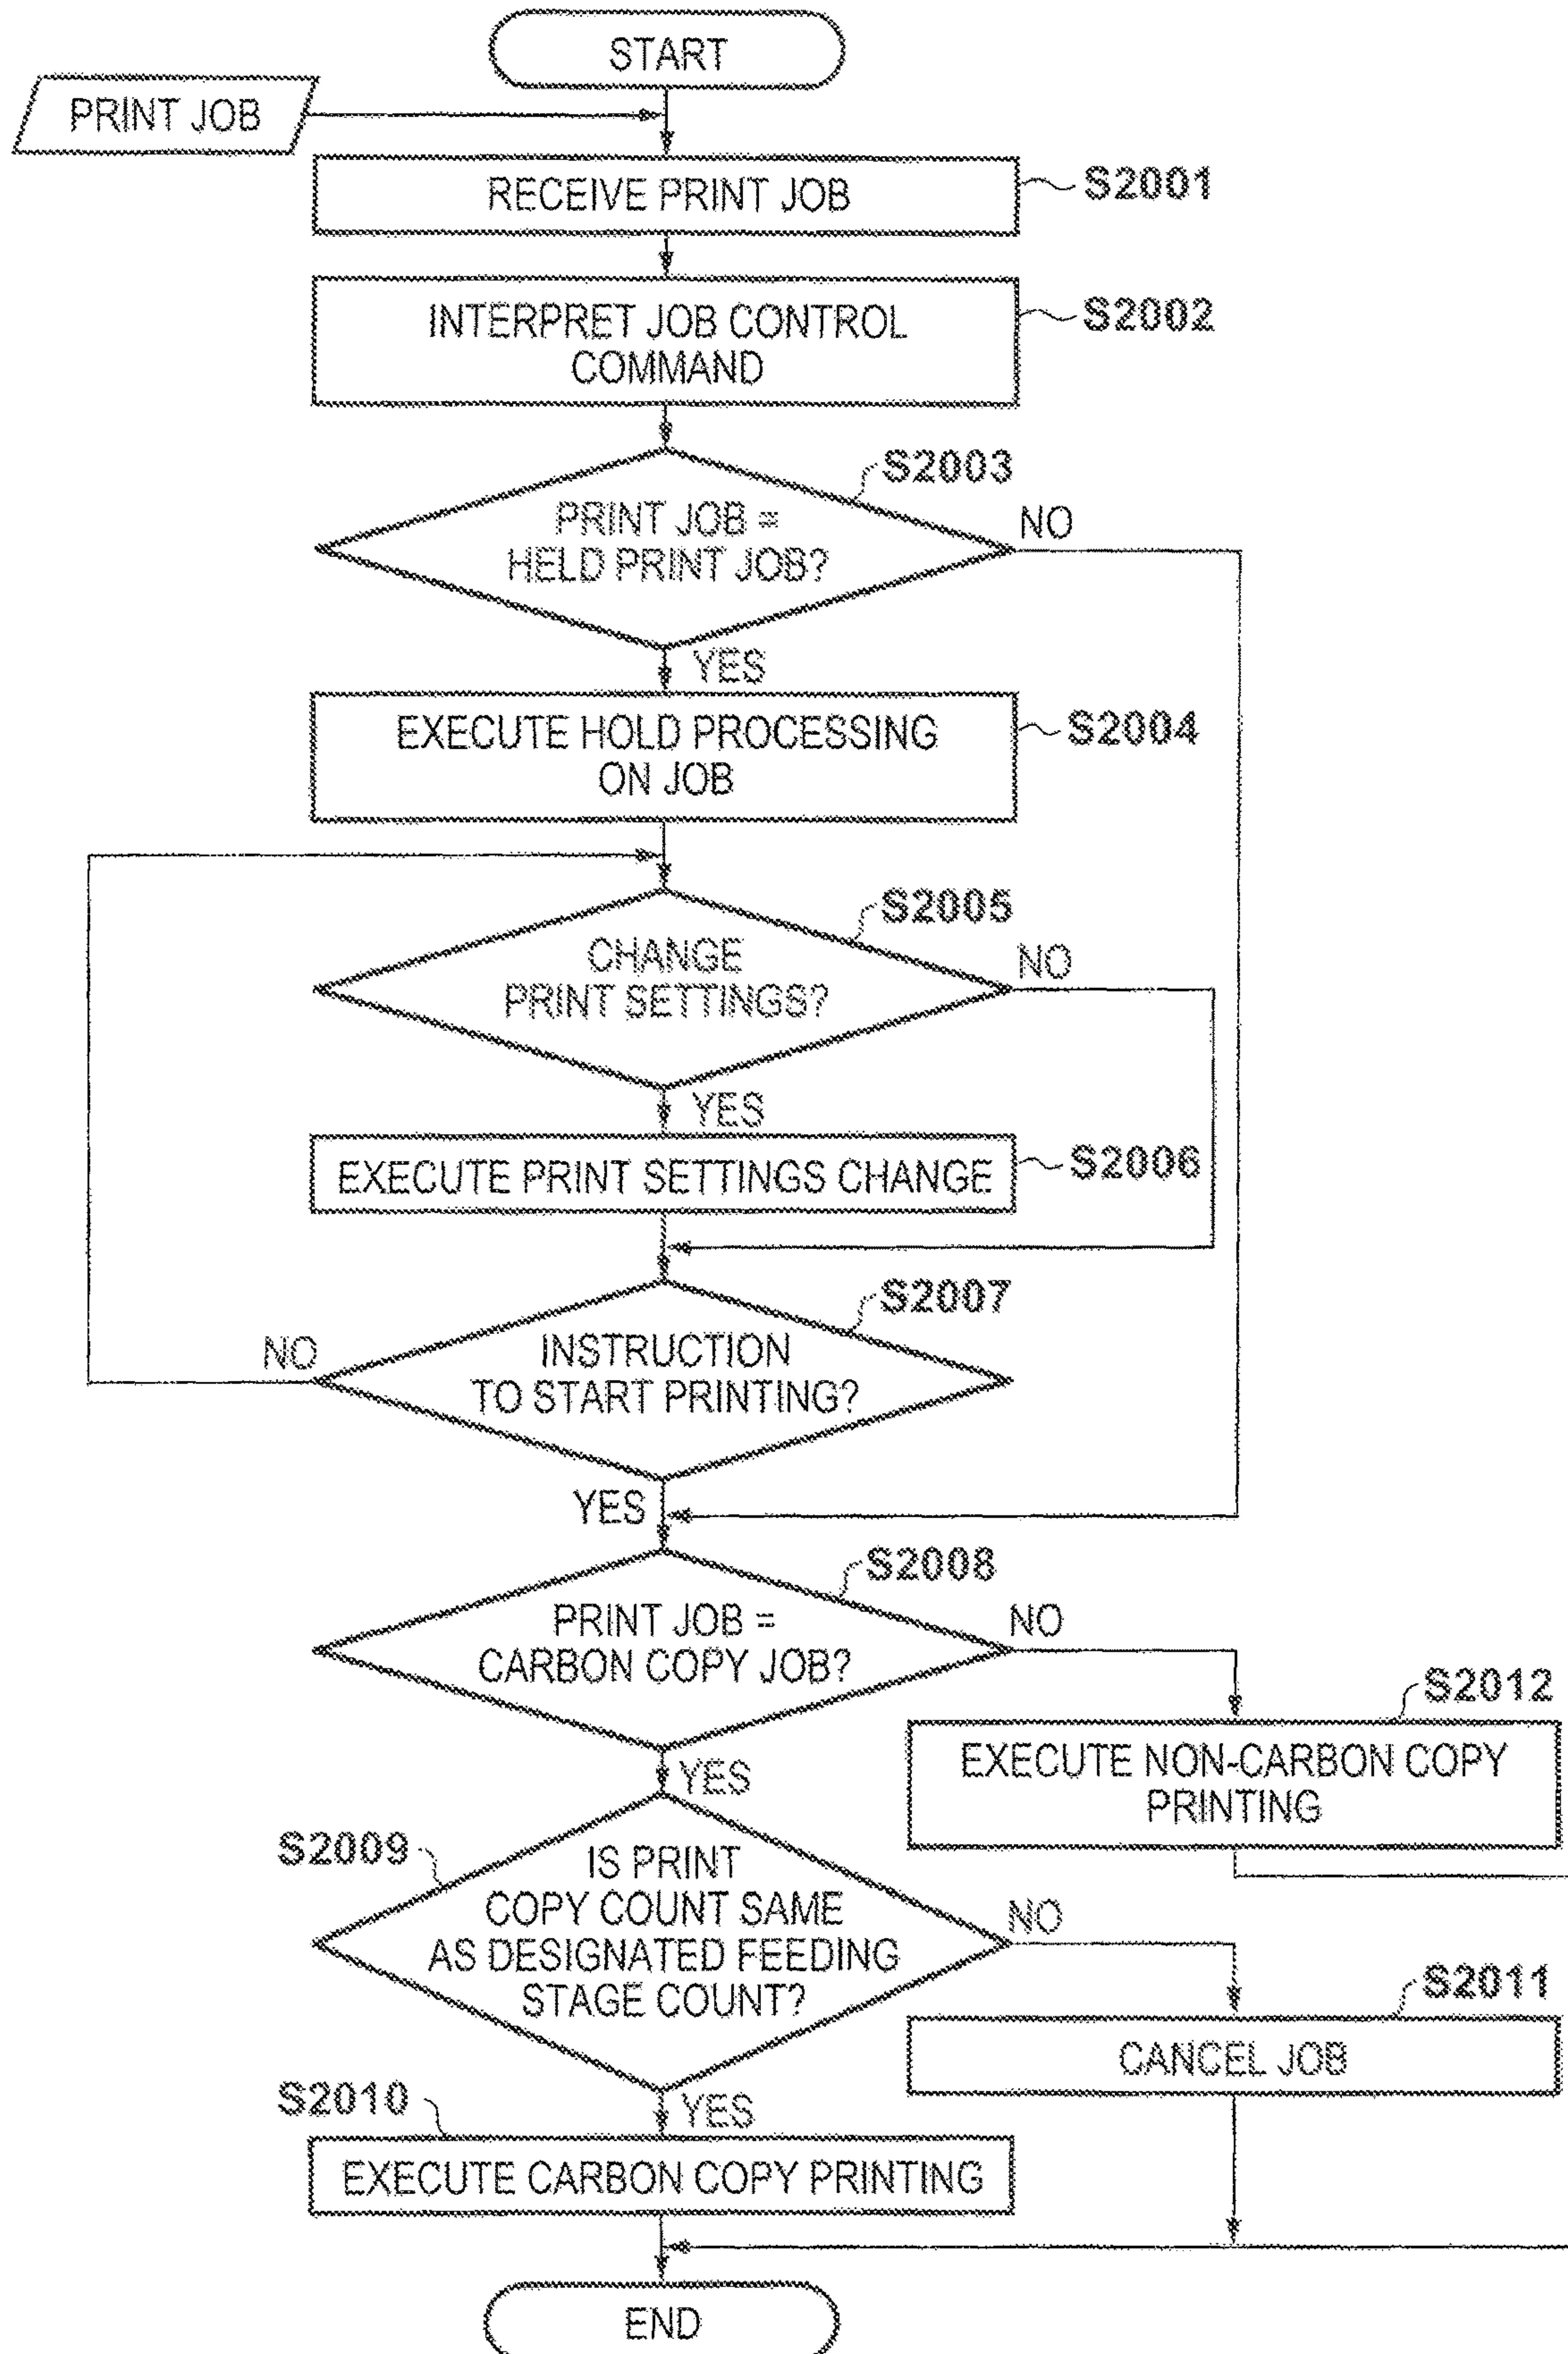 START
PRINT JOB
RECEIVE PRINT JOB
S2001
INTERPRET JOB CONTROL
COMMAND
S2002
S2003
PRINT JOB =
HELD PRINT JOB?
NO
YES
EXECUTE HOLD PROCESSING
ON JOB
S2004
S2005
CHANGE
PRINT SETTINGS?
NO
YES
EXECUTE PRINT SETTINGS CHANGE
S2006
S2007
INSTRUCTION
TO START PRINTING?
NO
YES
S2008
PRINT JOB =
CARBON COPY JOB?
NO
YES
S2012
EXECUTE NON-CARBON COPY
PRINTING
S2009
IS PRINT
COPY COUNT SAME
AS DESIGNATED FEEDING
STAGE COUNT?
NO
YES
S2011
CANCEL JOB
S2010
EXECUTE CARBON COPY PRINTING
END